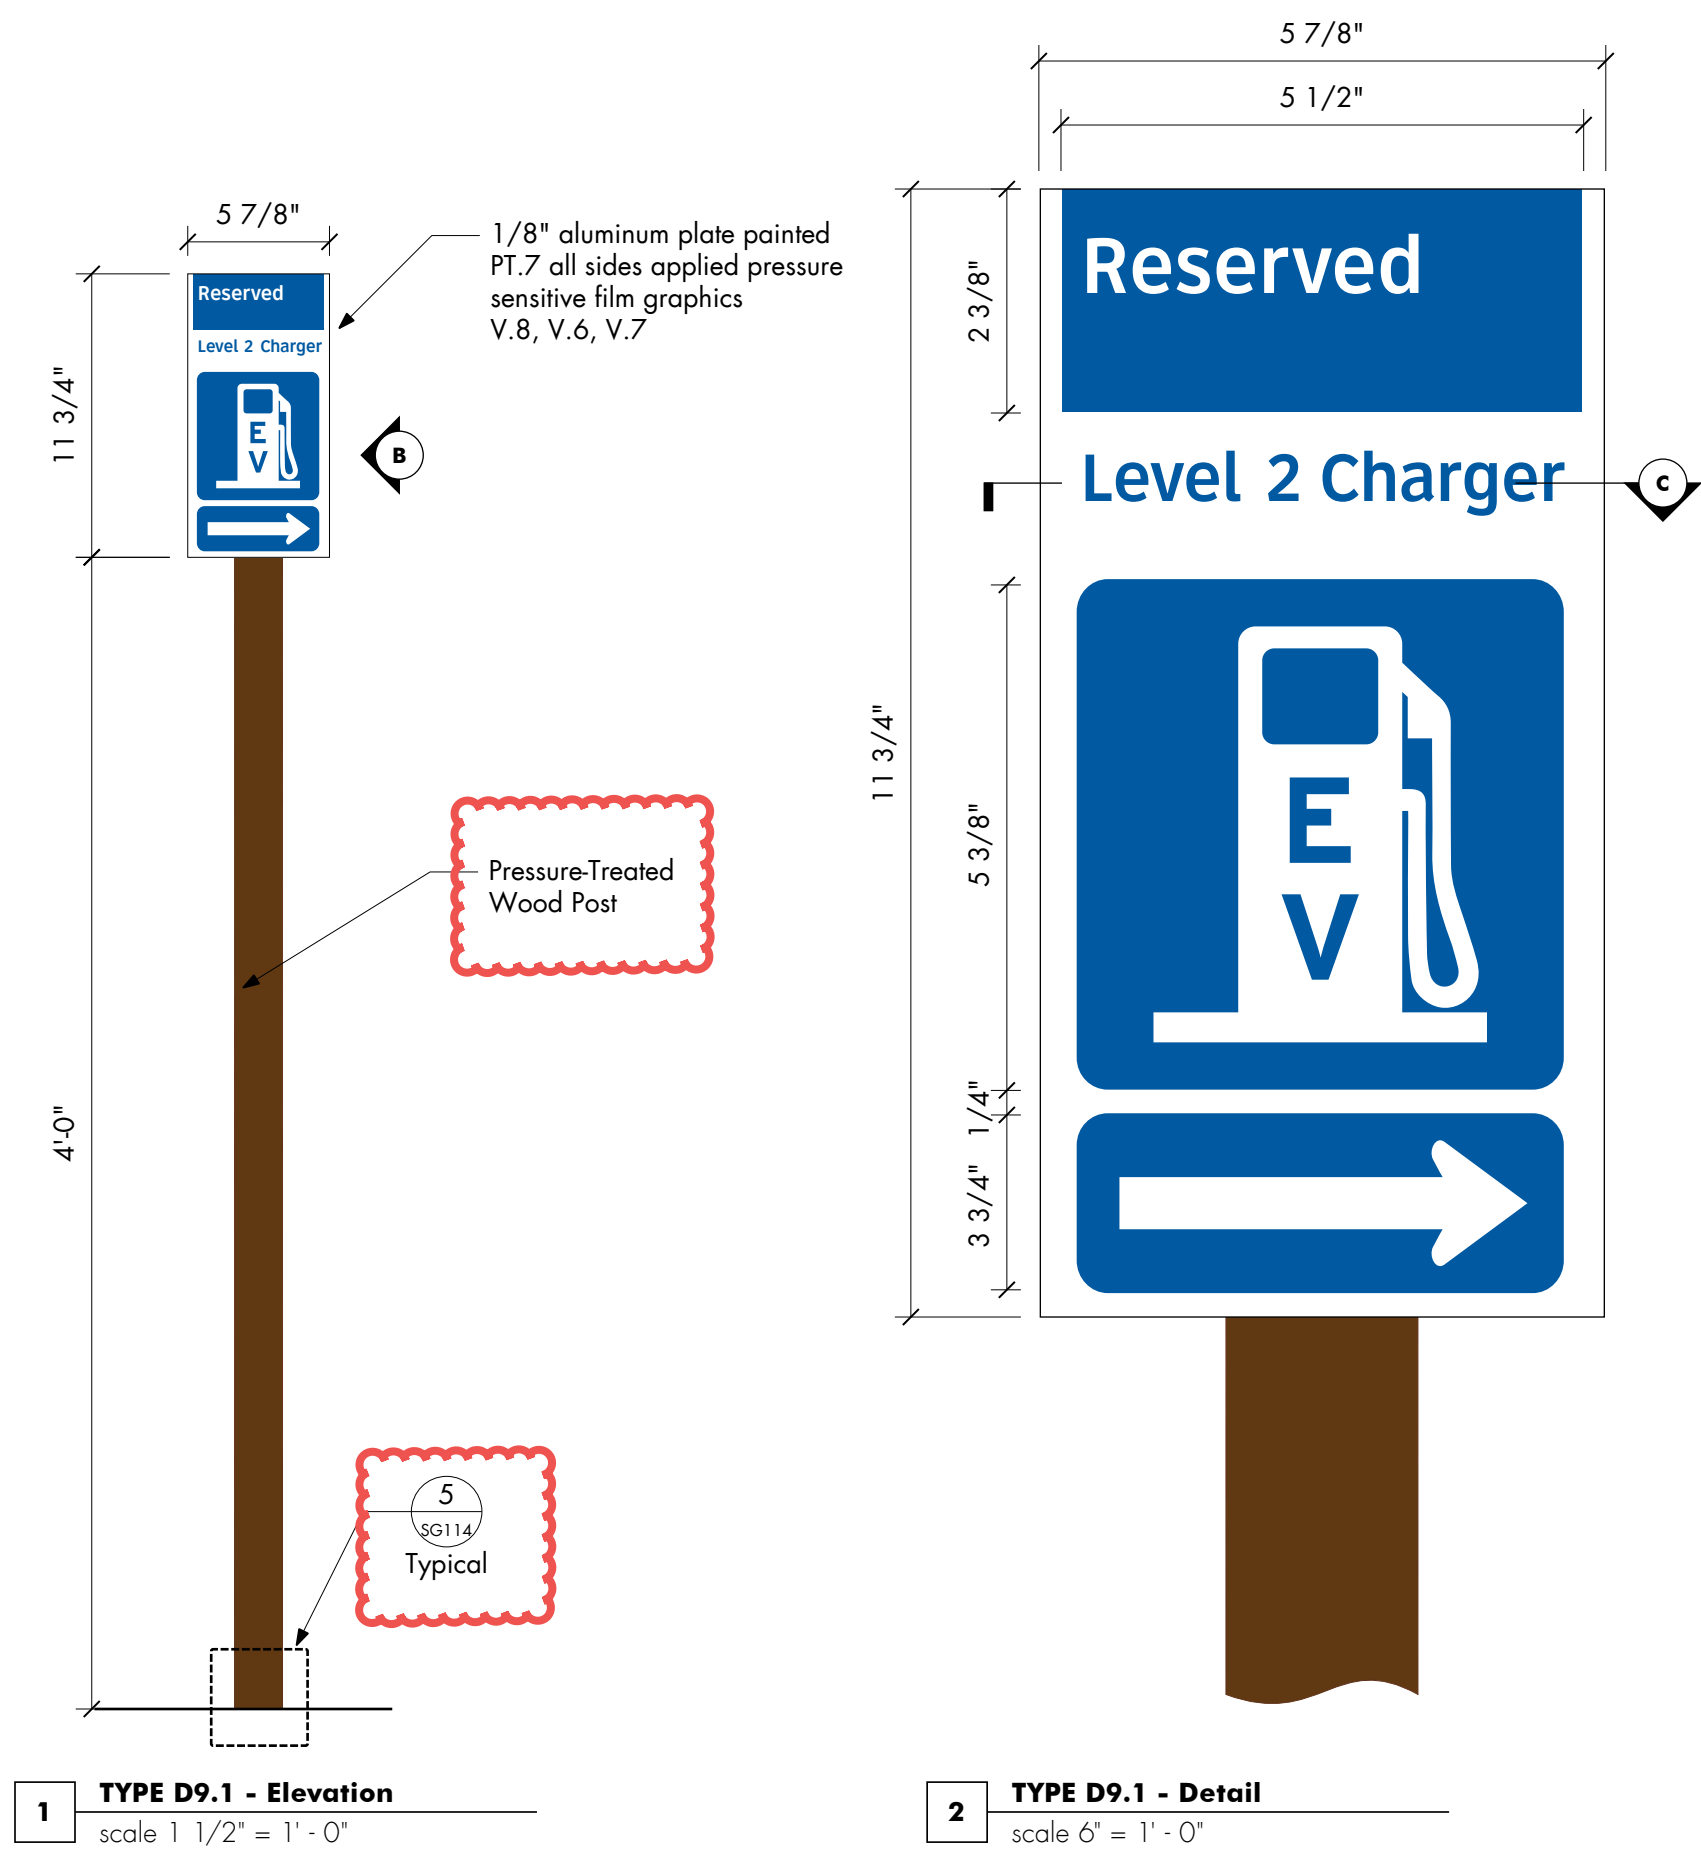 5 7/8"
1/8" aluminum plate painted
PT.7 all sides applied pressure
sensitive film graphics
V.8, V.6, V.7
11 3/4"
Reserved
Level 2 Charger
E
V
B
Pressure-Treated
Wood Post
4'-0"
5
SG114
Typical
1
TYPE D9.1 - Elevation
scale 1 1/2" = 1' - 0"
5 7/8"
5 1/2"
2 3/8"
Reserved
Level 2 Charger
C
11 3/4"
5 3/8"
E
V
1/4"
3 3/4"
2
TYPE D9.1 - Detail
scale 6" = 1' - 0"